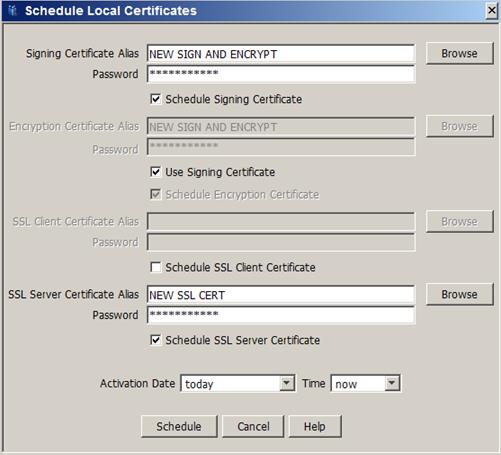 Schedule Local Certificates
Signing Certificate Alias NEW SIGN AND ENCRYPT Browse
Password ***********
Schedule Signing Certificate
Encryption Certificate Alias NEW SIGN AND ENCRYPT Browse
Password ***********
Use Signing Certificate
Schedule Encryption Certificate
SSL Client Certificate Alias Browse
Password
Schedule SSL Client Certificate
SSL Server Certificate Alias NEW SSL CERT Browse
Password ***********
Schedule SSL Server Certificate
Activation Date today Time now
Schedule Cancel Help